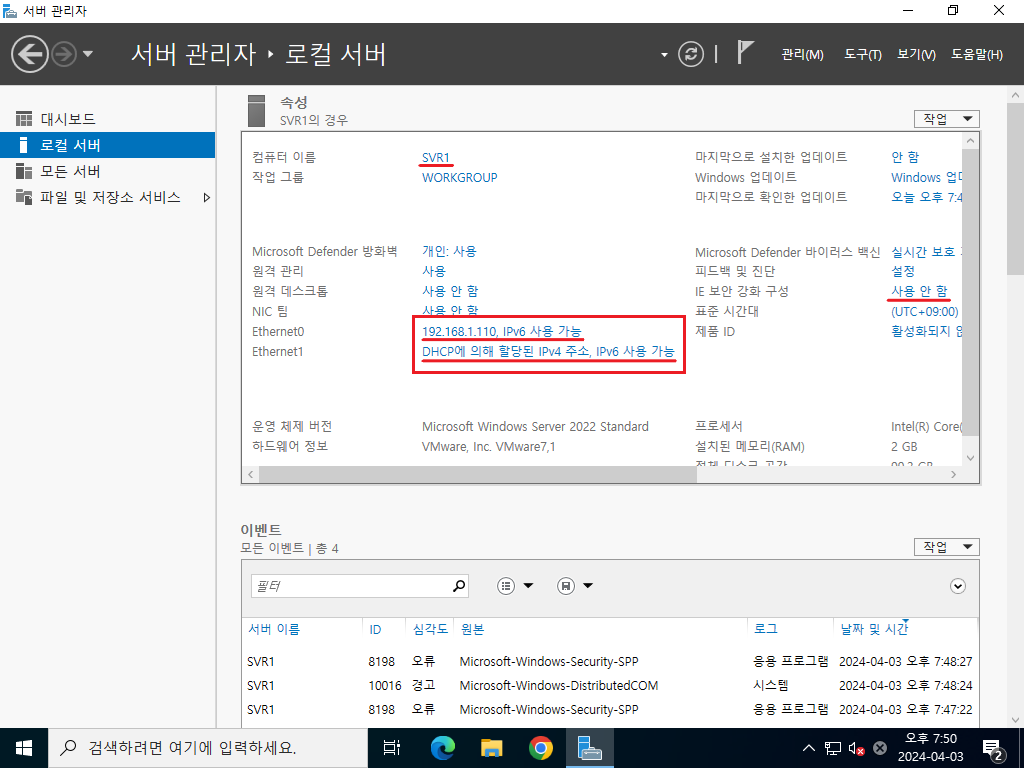 서버 관리자
서버 관리자 ‣ 로컬 서버
관리(M) 도구(T) 보기(V) 도움말(H)
대시보드
로컬 서버
모든 서버
파일 및 저장소 서비스
속성
SVR1의 경우
작업
컴퓨터 이름 SVR1 마지막으로 설치한 업데이트 안 함
작업 그룹 WORKGROUP Windows 업데이트 Windows 업
마지막으로 확인한 업데이트 오늘 오후 7:4
Microsoft Defender 방화벽 개인: 사용 Microsoft Defender 바이러스 백신 실시간 보호
원격 관리 사용 피드백 및 진단 설정
원격 데스크톱 사용 안 함 IE 보안 강화 구성 사용 안 함
NIC 팀 사용 안 함 표준 시간대 (UTC+09:00)
Ethernet0 192.168.1.110, IPv6 사용 가능 제품 ID 활성화되지
Ethernet1 DHCP에 의해 할당된 IPv4 주소, IPv6 사용 가능
운영 체제 버전 Microsoft Windows Server 2022 Standard 프로세서 Intel(R) Core(
하드웨어 정보 VMware, Inc. VMware7,1 설치된 메모리(RAM) 2 GB
전체 디스크 공간
이벤트
모든 이벤트 | 총 4
작업
필터
서버 이름 ID 심각도 원본 로그 날짜 및 시간
SVR1 8198 오류 Microsoft-Windows-Security-SPP 응용 프로그램 2024-04-03 오후 7:48:27
SVR1 10016 경고 Microsoft-Windows-DistributedCOM 시스템 2024-04-03 오후 7:48:24
SVR1 8198 오류 Microsoft-Windows-Security-SPP 응용 프로그램 2024-04-03 오후 7:47:22
검색하려면 여기에 입력하세요.
오후 7:50
2024-04-03
2